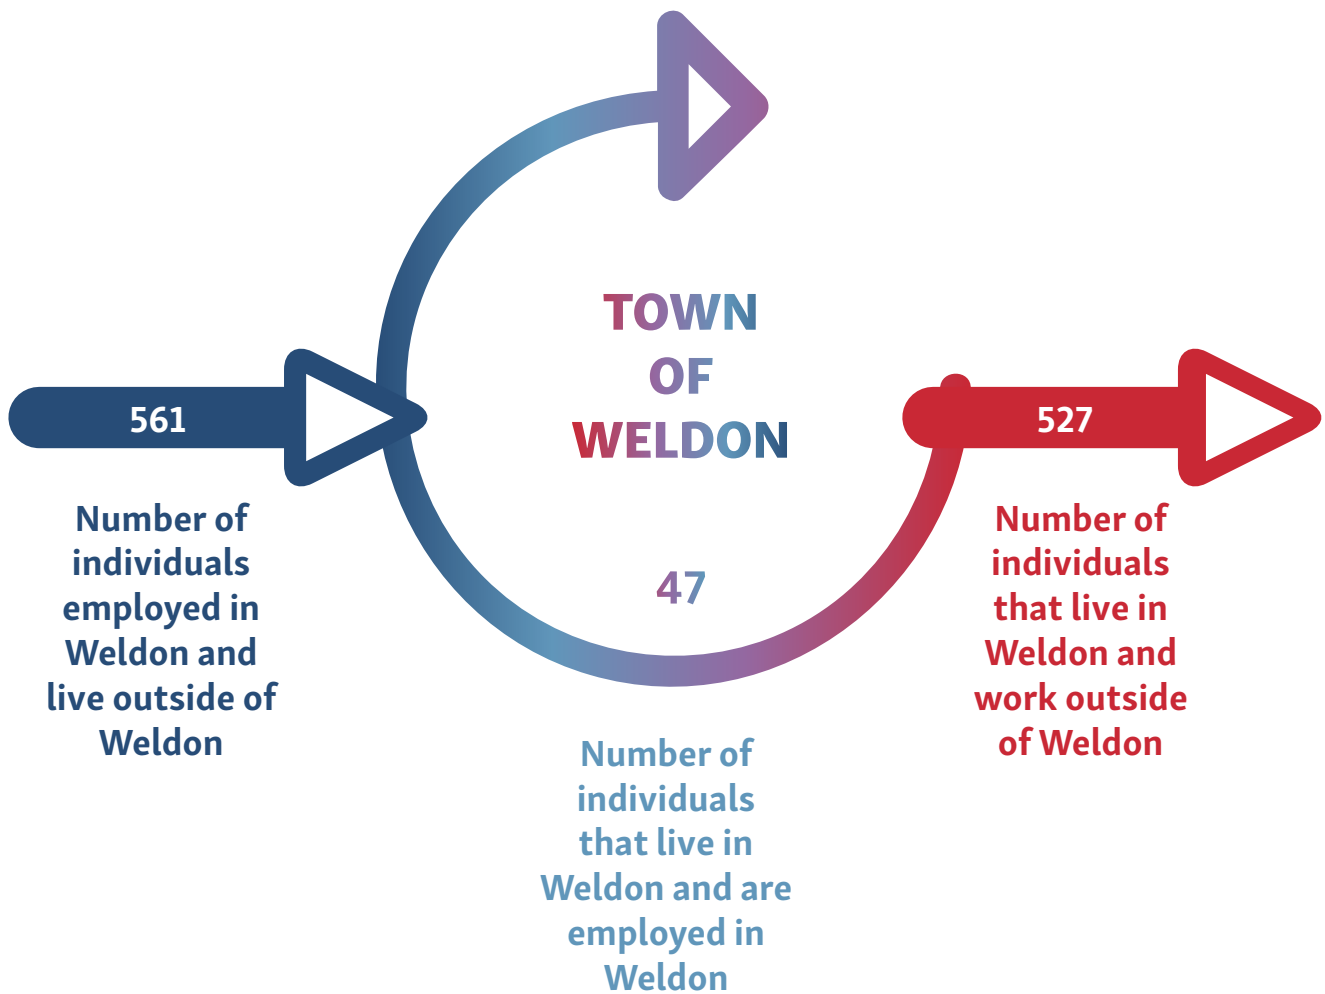 TOWN
OF
WELDON
561
Number of
individuals
employed in
Weldon and
live outside of
Weldon
47
Number of
individuals
that live in
Weldon and are
employed in
Weldon
527
Number of
individuals
that live in
Weldon and
work outside
of Weldon